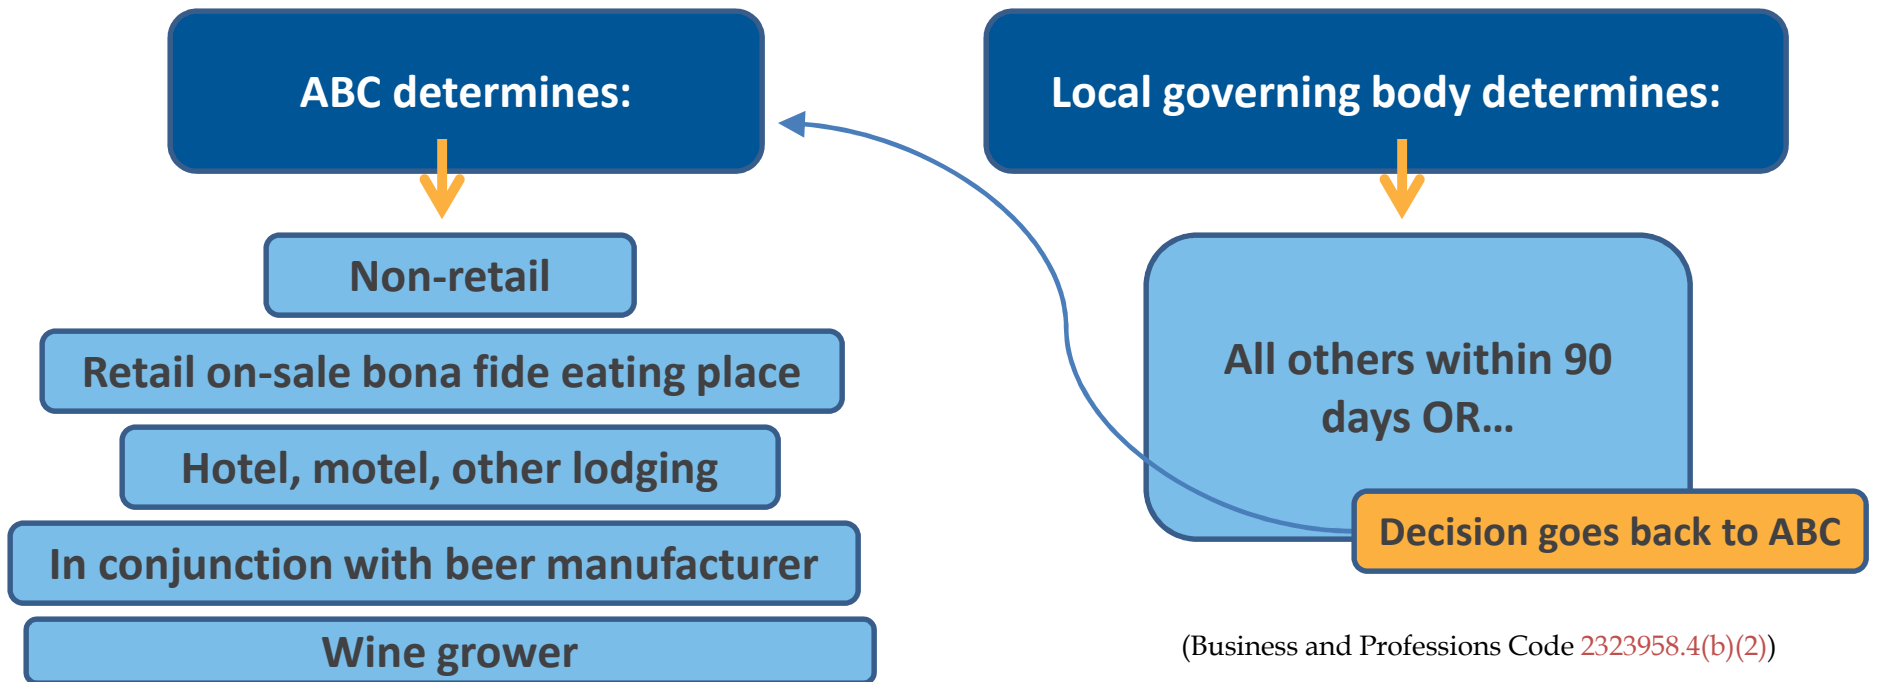 ABC determines:
Non-retail
Retail on-sale bona fide eating place
Hotel, motel, other lodging
In conjunction with beer manufacturer
Wine grower
Local governing body determines:
All others within 90
days OR...
Decision goes back to ABC
(Business and Professions Code 2323958.4(b)(2))